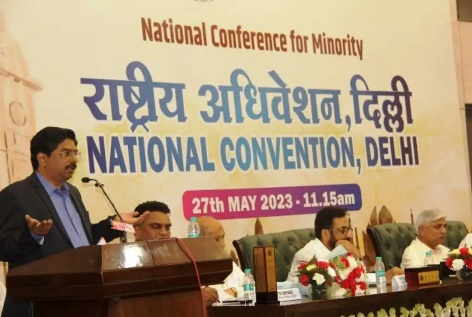 National Conference for Minority
राष्ट्रीय अधिवेशन, दिल्ली
NATIONAL CONVENTION, DELHI
27th MAY 2023 - 11.15am